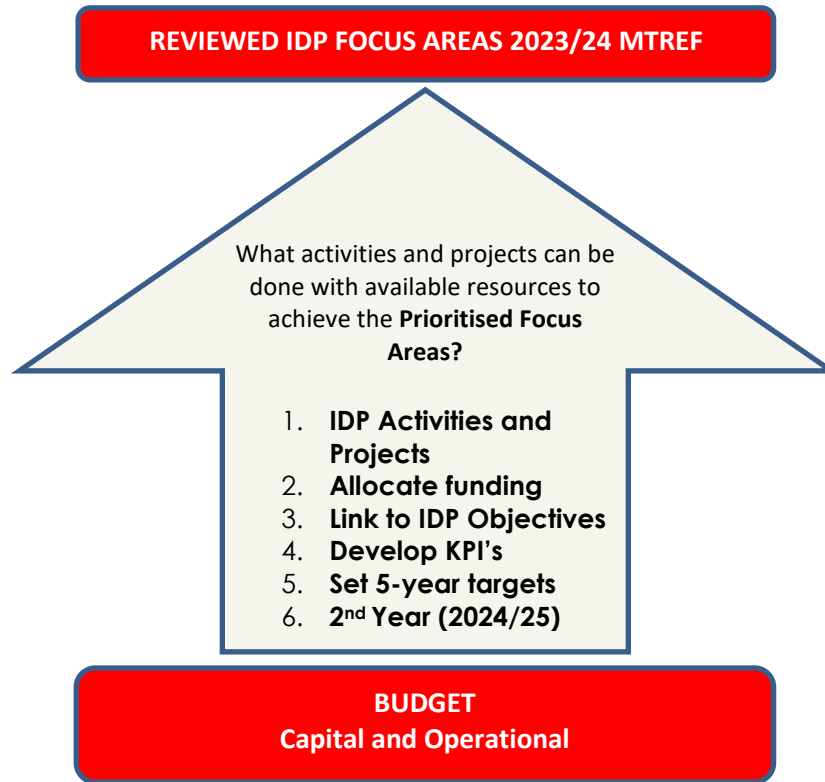 REVIEWED IDP FOCUS AREAS 2023/24 MTREF
What activities and projects can be
done with available resources to
achieve the Prioritised Focus
Areas?
1. IDP Activities and
Projects
2. Allocate funding
3. Link to IDP Objectives
4. Develop KPI's
5. Set 5-year targets
6. 2nd Year (2024/25)
BUDGET
Capital and Operational